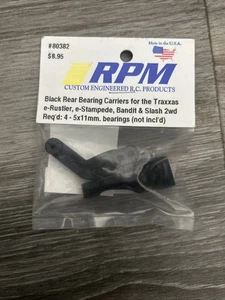 #80382
$8.95
Made in the U.S.A.
RPM
CUSTOM ENGINEERED R.C. PRODUCTS
Black Rear Bearing Carriers for the Traxxas
e-Rustler, e-Stampede, Bandit & Slash 2wd
Req'd: 4 - 5x11mm. bearings (not incl'd)